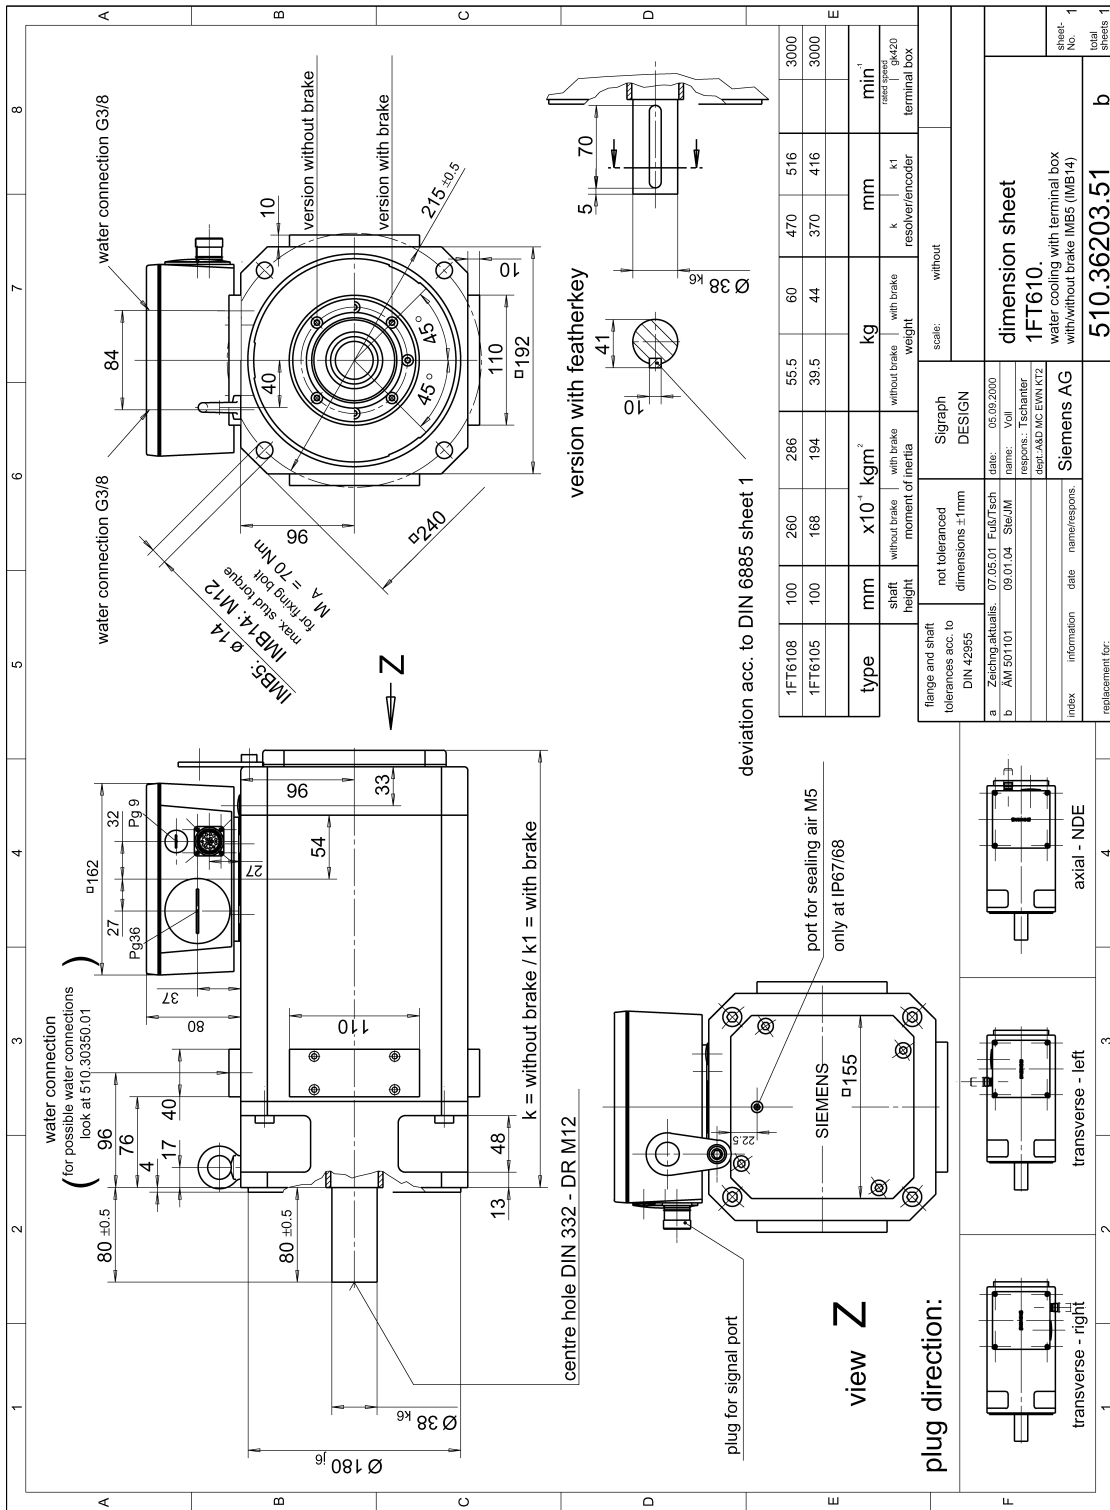 1
2
3
4
5
6
7
8
A
B
C
D
E
F
water connection
(for possible water connections
look at 510.30350.01)
96
76
4
17
40
80 ±0.5
80 ±0.5
37
80
27
32
□162
Pg36
Pg 9
27
54
33
96
110
48
13
Ø 38 k6
Ø 180 j6
k = without brake / k1 = with brake
centre hole DIN 332 - DR M12
Z
water connection G3/8
water connection G3/8
84
40
10
version without brake
version with brake
215 ±0.5
10
45°
45°
110
□192
96
□240
IMB5: Ø 14
IMB14: M12
max. stud torque
for fixing bolt
M A = 70 Nm
version with featherkey
5
70
Ø 38 k6
41
10
deviation acc. to DIN 6885 sheet 1
plug for signal port
port for sealing air M5
only at IP67/68
SIEMENS
□155
22.5
view Z
plug direction:
transverse - right
transverse - left
axial - NDE
1FT6108 100 260 286 55.5 60 470 516 3000
1FT6105 100 168 194 39.5 44 370 416 3000
type mm x10⁻⁴ kgm² kg mm min⁻¹
shaft height
without brake with brake
moment of inertia
without brake with brake
weight
k k1
resolver/encoder
rated speed
gk420
terminal box
flange and shaft
tolerances acc. to
DIN 42955
not toleranced
dimensions ±1mm
Sigraph
DESIGN
scale: without
a Zeichng.aktualis. 07.05.01 Fuß/Tsch
b ÄM 501101 09.01.04 Ste/JM
index information date name/respons.
date: 05.09.2000
name: Voll
respons.: Tschanter
dept.:A&D MC EWN KT2
Siemens AG
dimension sheet
1FT610.
water cooling with terminal box
with/without brake IMB5 (IMB14)
sheet-No. 1
replacement for:
510.36203.51 b
total sheets 1